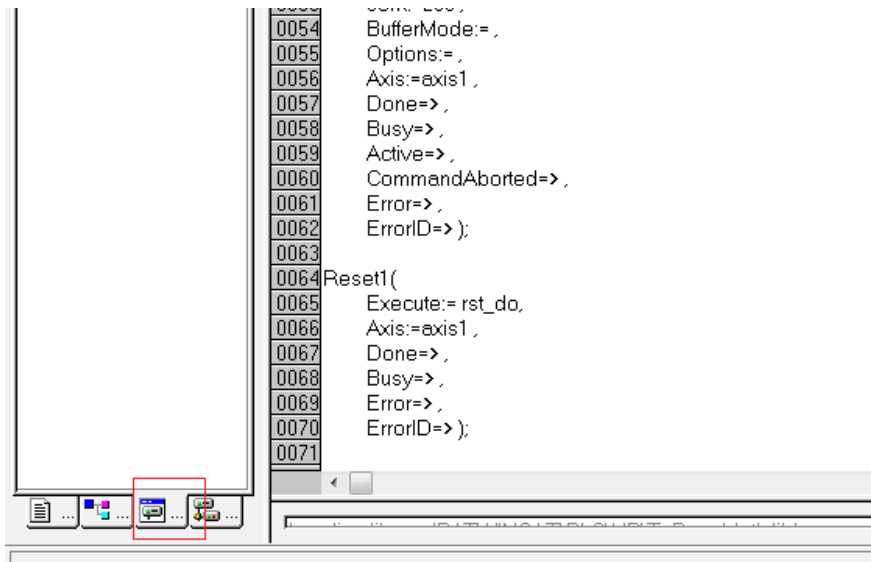 0054 BufferMode:= ,
0055 Options:= ,
0056 Axis:=axis1 ,
0057 Done=> ,
0058 Busy=> ,
0059 Active=> ,
0060 CommandAborted=> ,
0061 Error=> ,
0062 ErrorID=> );
0063
0064 Reset1(
0065 Execute:= rst_do,
0066 Axis:=axis1 ,
0067 Done=> ,
0068 Busy=> ,
0069 Error=> ,
0070 ErrorID=> );
0071
... ... ... ...